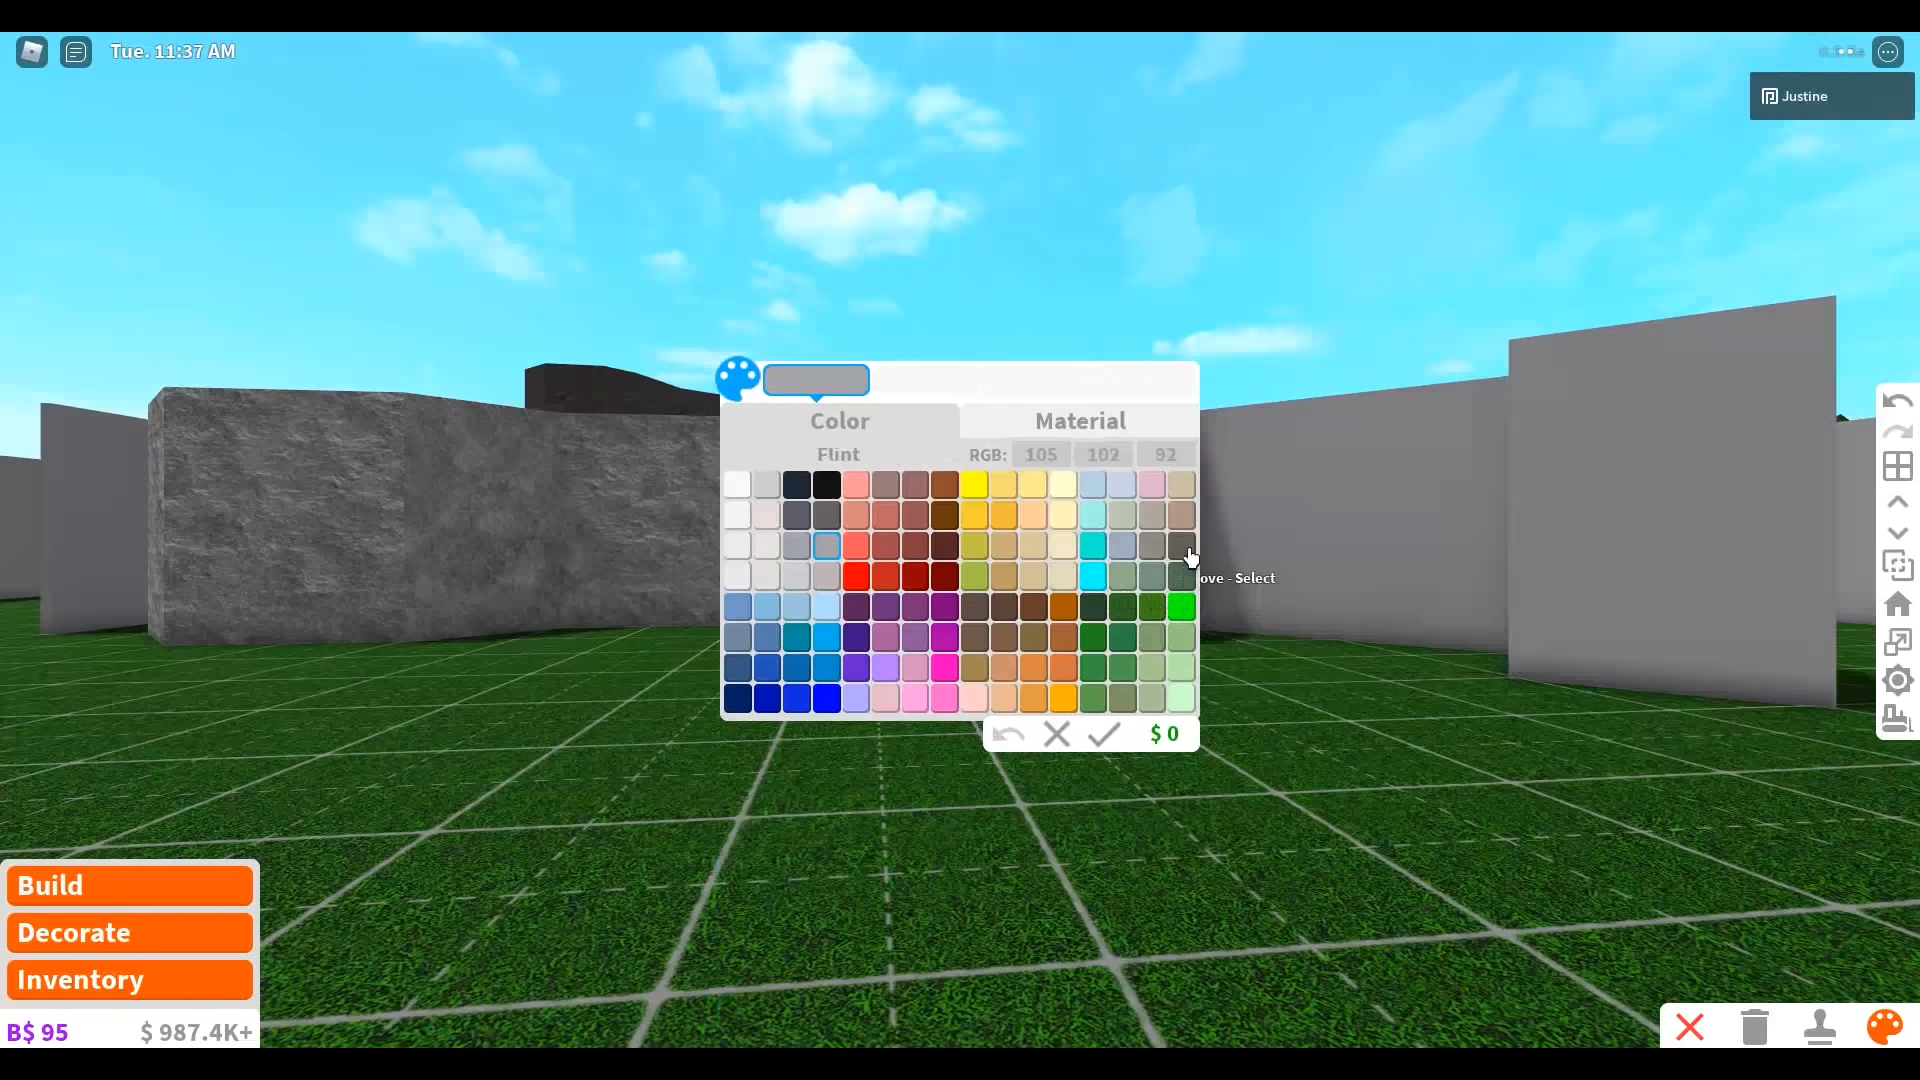 Tue. 11:37 AM
Justine
Color
Material
Flint
RGB: 105 102 92
ove - Select
$ 0
Build
Decorate
Inventory
B$ 95
$ 987.4K+